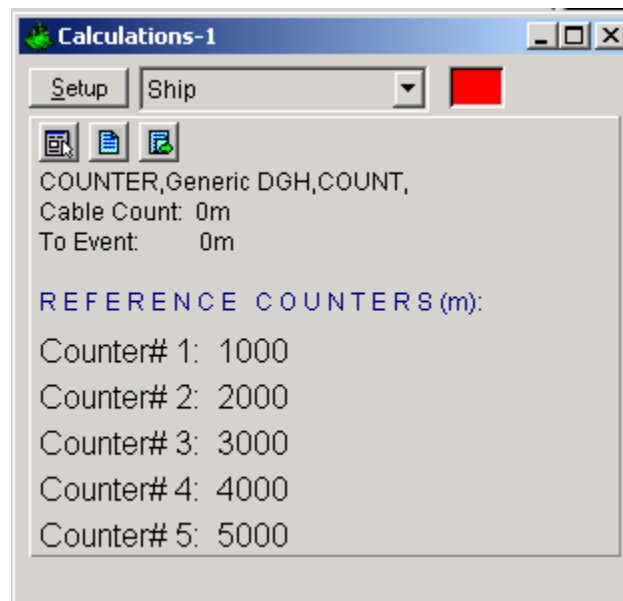 Calculations-1
Setup Ship
COUNTER,Generic DGH,COUNT,
Cable Count: 0m
To Event: 0m
REFERENCE COUNTERS(m):
Counter# 1: 1000
Counter# 2: 2000
Counter# 3: 3000
Counter# 4: 4000
Counter# 5: 5000